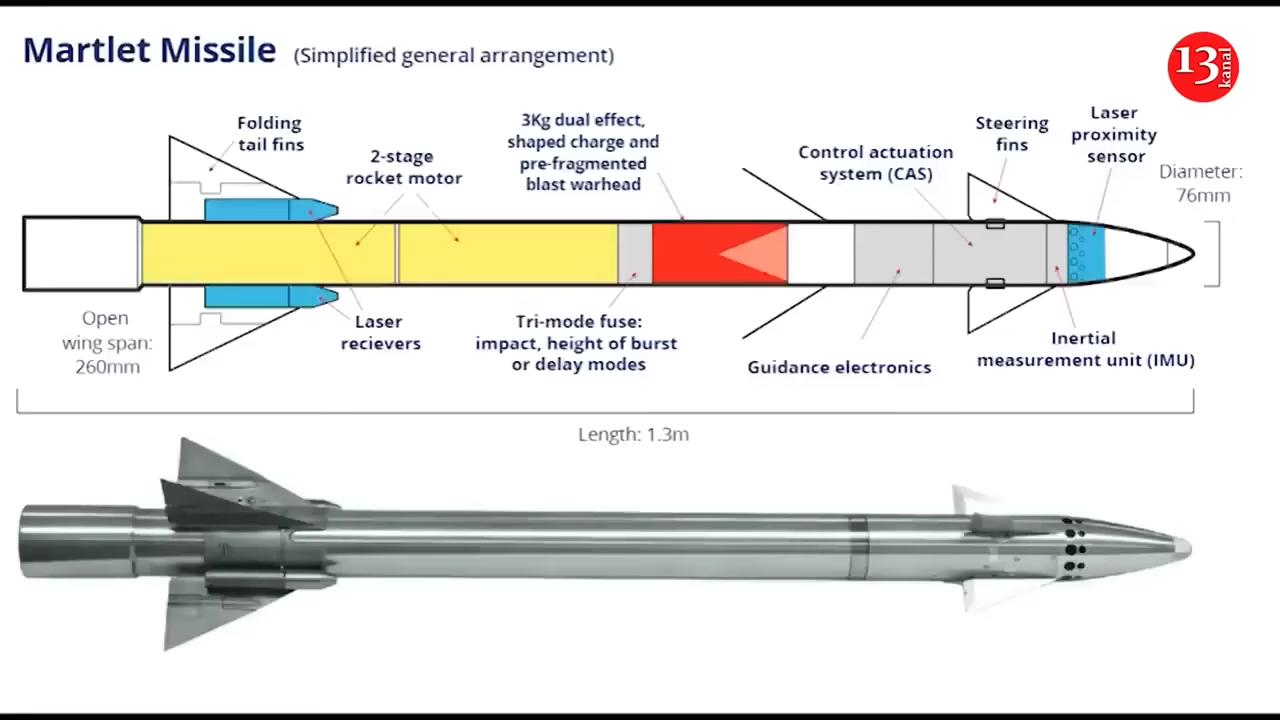 Martlet Missile (Simplified general arrangement)
13 kanal
Folding
tail fins
2-stage
rocket motor
3Kg dual effect,
shaped charge and
pre-fragmented
blast warhead
Control actuation
system (CAS)
Steering
fins
Laser
proximity
sensor
Diameter:
76mm
Open
wing span:
260mm
Laser
recievers
Tri-mode fuse:
impact, height of burst
or delay modes
Guidance electronics
Inertial
measurement unit (IMU)
Length: 1.3m